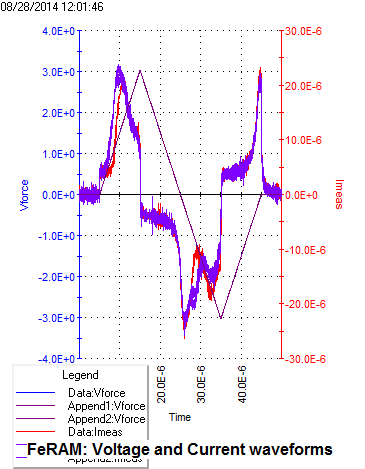 08/28/2014 12:01:46
4.0E+0
3.0E+0
2.0E+0
1.0E+0
0.0E+0
-1.0E+0
-2.0E+0
-3.0E+0
-4.0E+0
Vforce
30.0E-6
20.0E-6
10.0E-6
0.0E+0
-10.0E-6
-20.0E-6
-30.0E-6
Imeas
20.0E-6
30.0E-6
40.0E-6
Time
Legend
Data:Vforce
Append1:Vforce
Append2:Vforce
Data:Imeas
FeRAM: Voltage and Current waveforms
Append2:Imeas